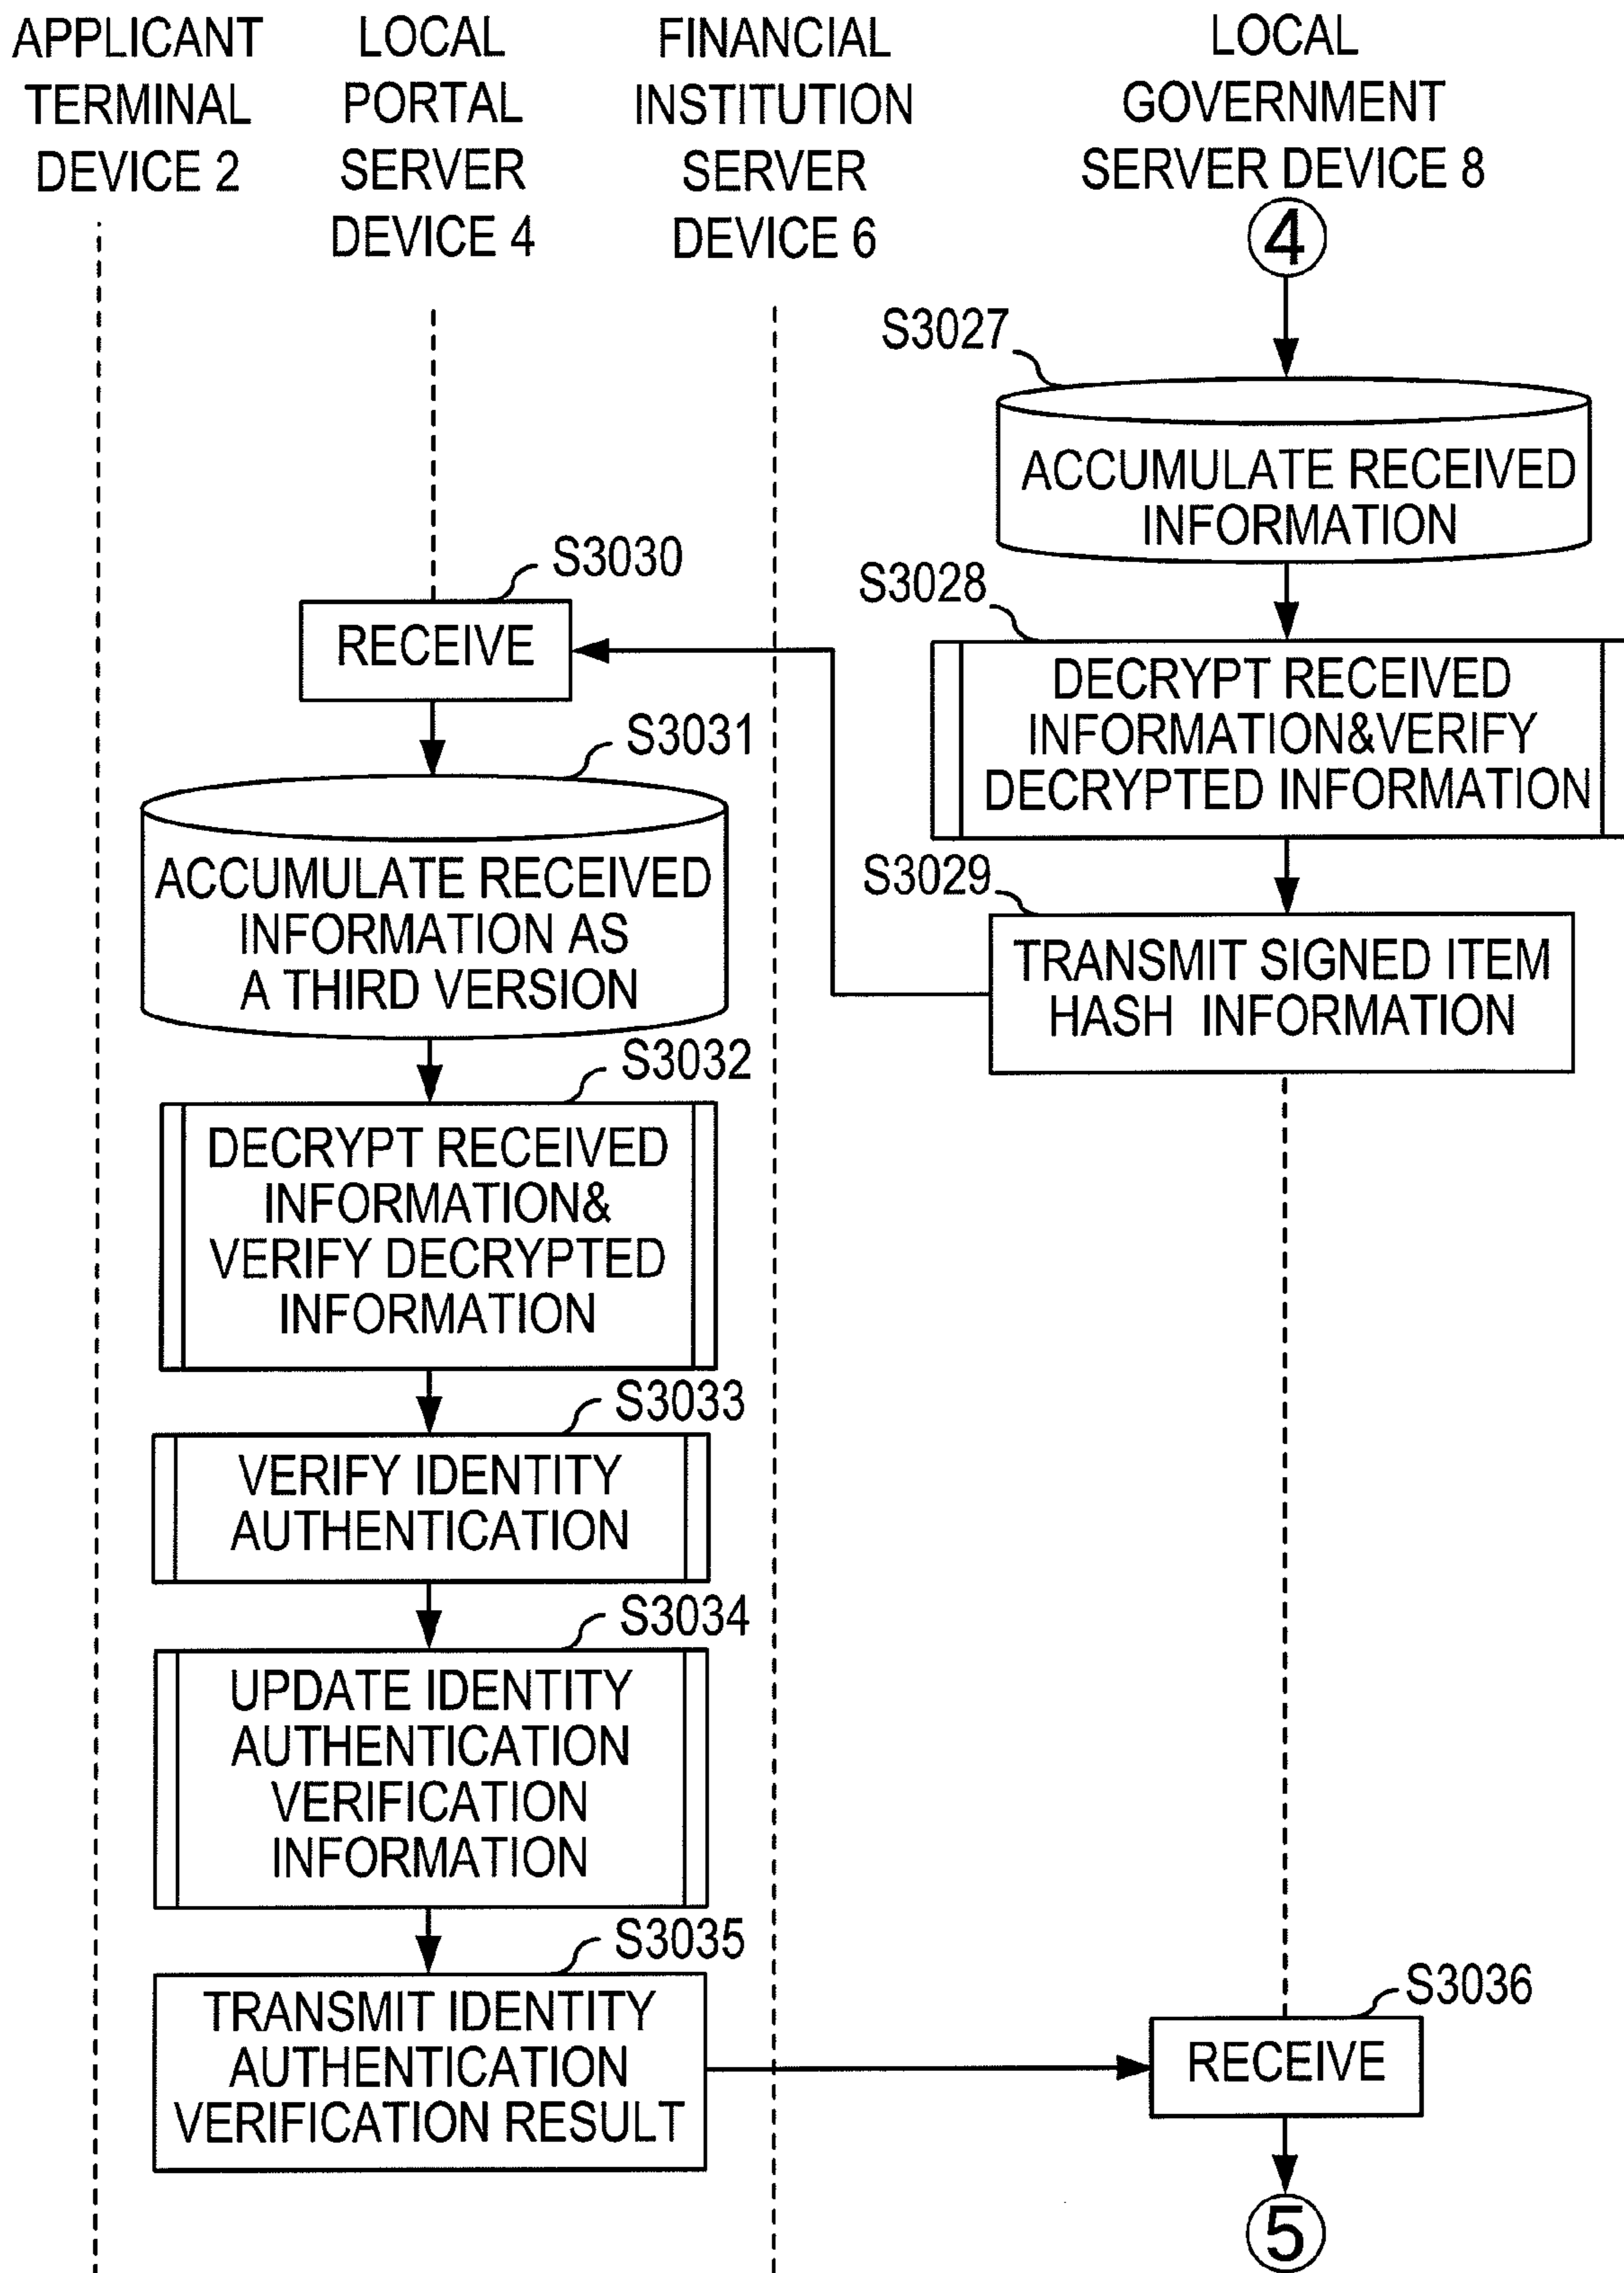 APPLICANT
TERMINAL
DEVICE 2
LOCAL
PORTAL
SERVER
DEVICE 4
FINANCIAL
INSTITUTION
SERVER
DEVICE 6
LOCAL
GOVERNMENT
SERVER DEVICE 8
4
S3027
ACCUMULATE RECEIVED
INFORMATION
S3028
DECRYPT RECEIVED
INFORMATION&VERIFY
DECRYPTED INFORMATION
S3029
TRANSMIT SIGNED ITEM
HASH INFORMATION
S3030
RECEIVE
S3031
ACCUMULATE RECEIVED
INFORMATION AS
A THIRD VERSION
S3032
DECRYPT RECEIVED
INFORMATION&
VERIFY DECRYPTED
INFORMATION
S3033
VERIFY IDENTITY
AUTHENTICATION
S3034
UPDATE IDENTITY
AUTHENTICATION
VERIFICATION
INFORMATION
S3035
TRANSMIT IDENTITY
AUTHENTICATION
VERIFICATION RESULT
S3036
RECEIVE
5